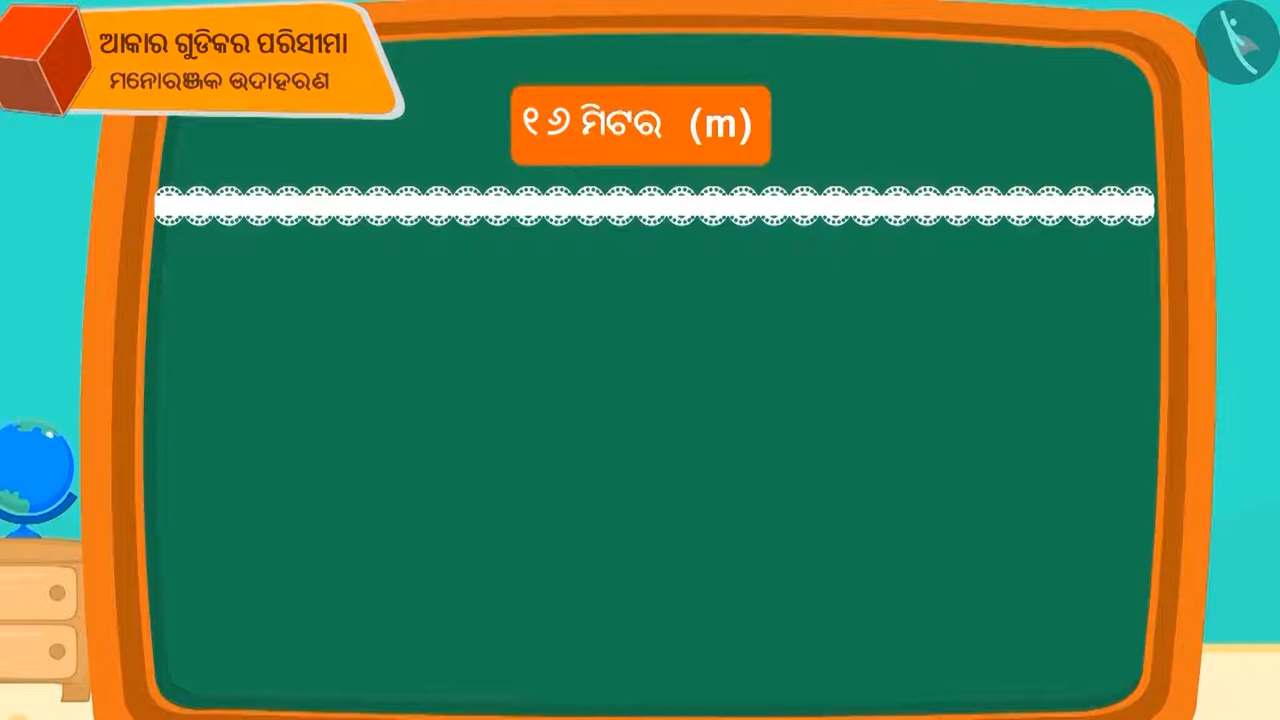 ଆକାର ଗୁଡିକର ପରିସୀମା
ମନୋରଞ୍ଜକ ଉଦାହରଣ
୧୬ ମିଟର (m)